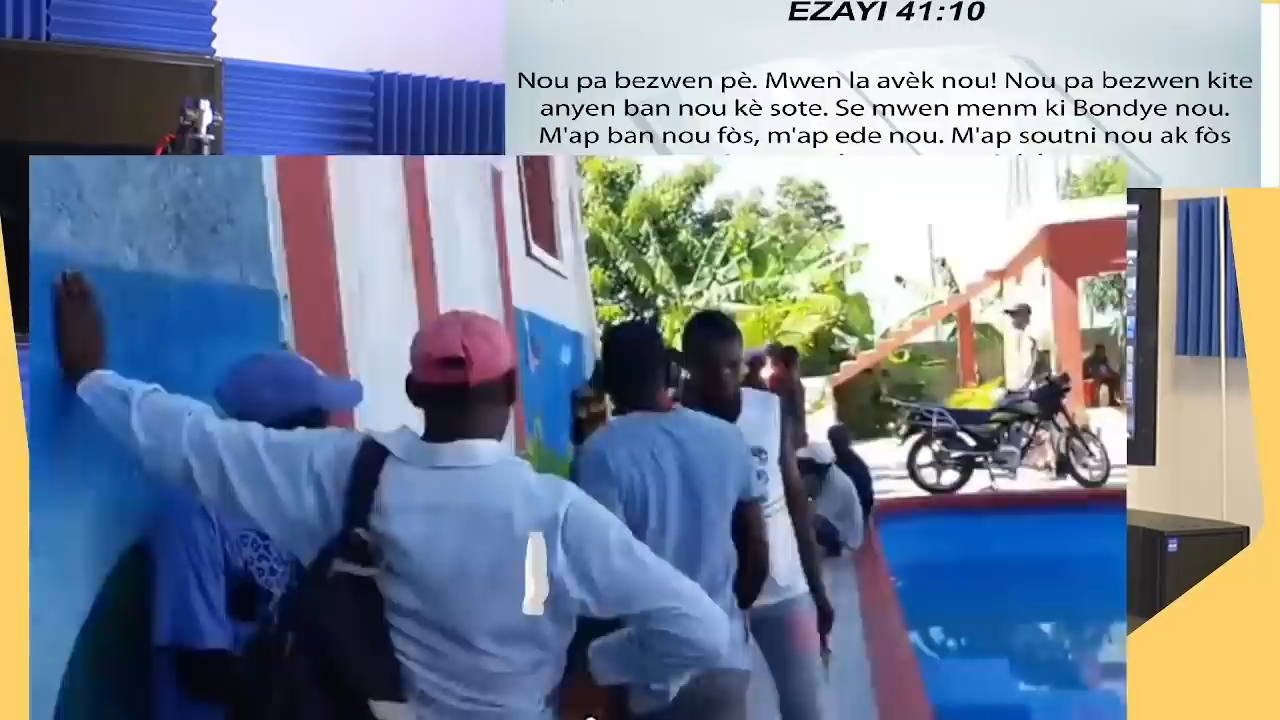 EZAYI 41:10
Nou pa bezwen pè. Mwen la avèk nou! Nou pa bezwen kite
anyen ban nou kè sote. Se mwen menm ki Bondye nou.
M'ap ban nou fòs, m'ap ede nou. M'ap soutni nou ak fòs